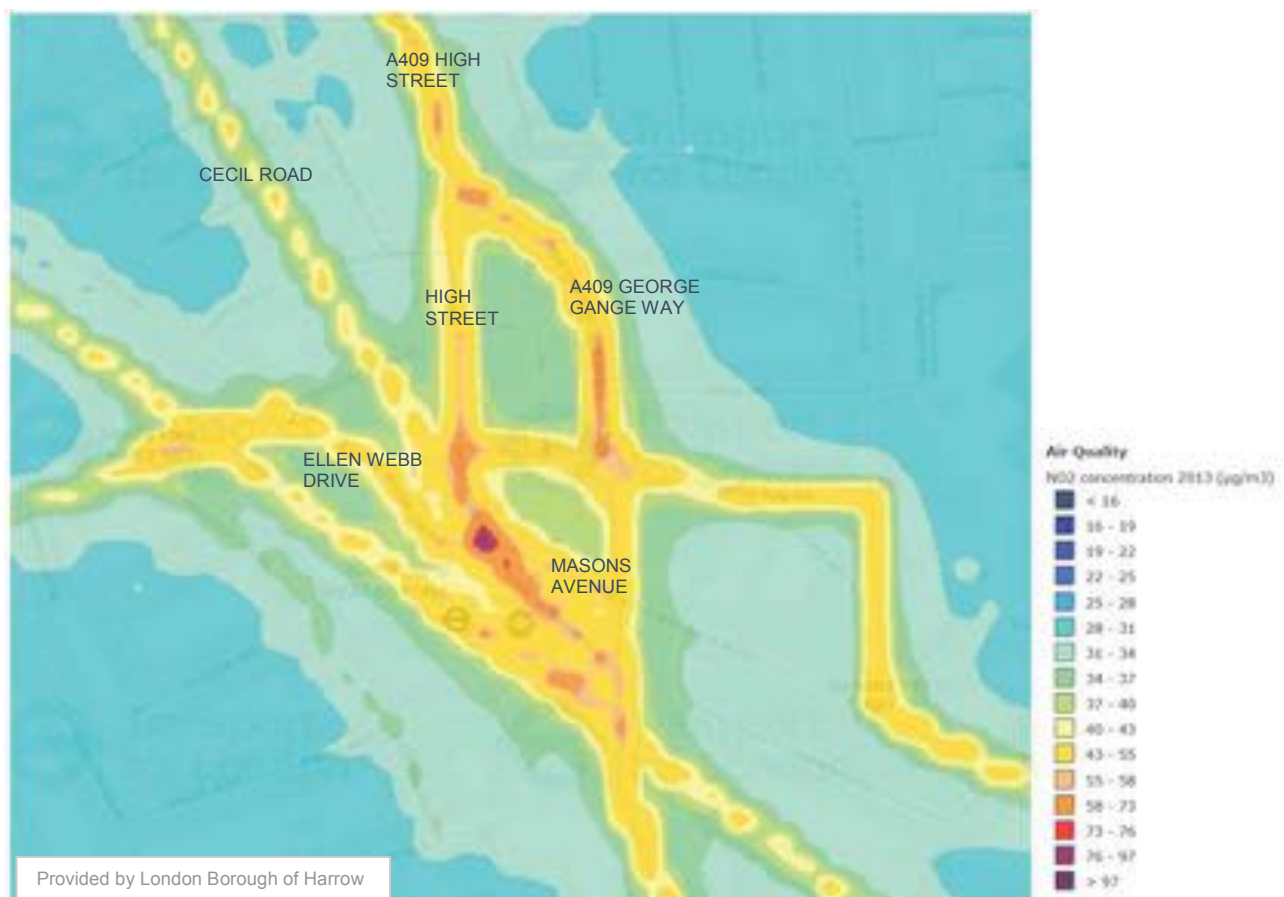 A409 HIGH
STREET
CECIL ROAD
HIGH
STREET
A409 GEORGE
GANGE WAY
ELLEN WEBB
DRIVE
MASONS
AVENUE
Provided by London Borough of Harrow
Air Quality
NO2 concentration 2013 (µg/m3)
< 16
16 - 19
19 - 22
22 - 25
25 - 28
28 - 31
31 - 34
34 - 37
37 - 40
40 - 43
43 - 55
55 - 58
58 - 73
73 - 76
76 - 97
> 97